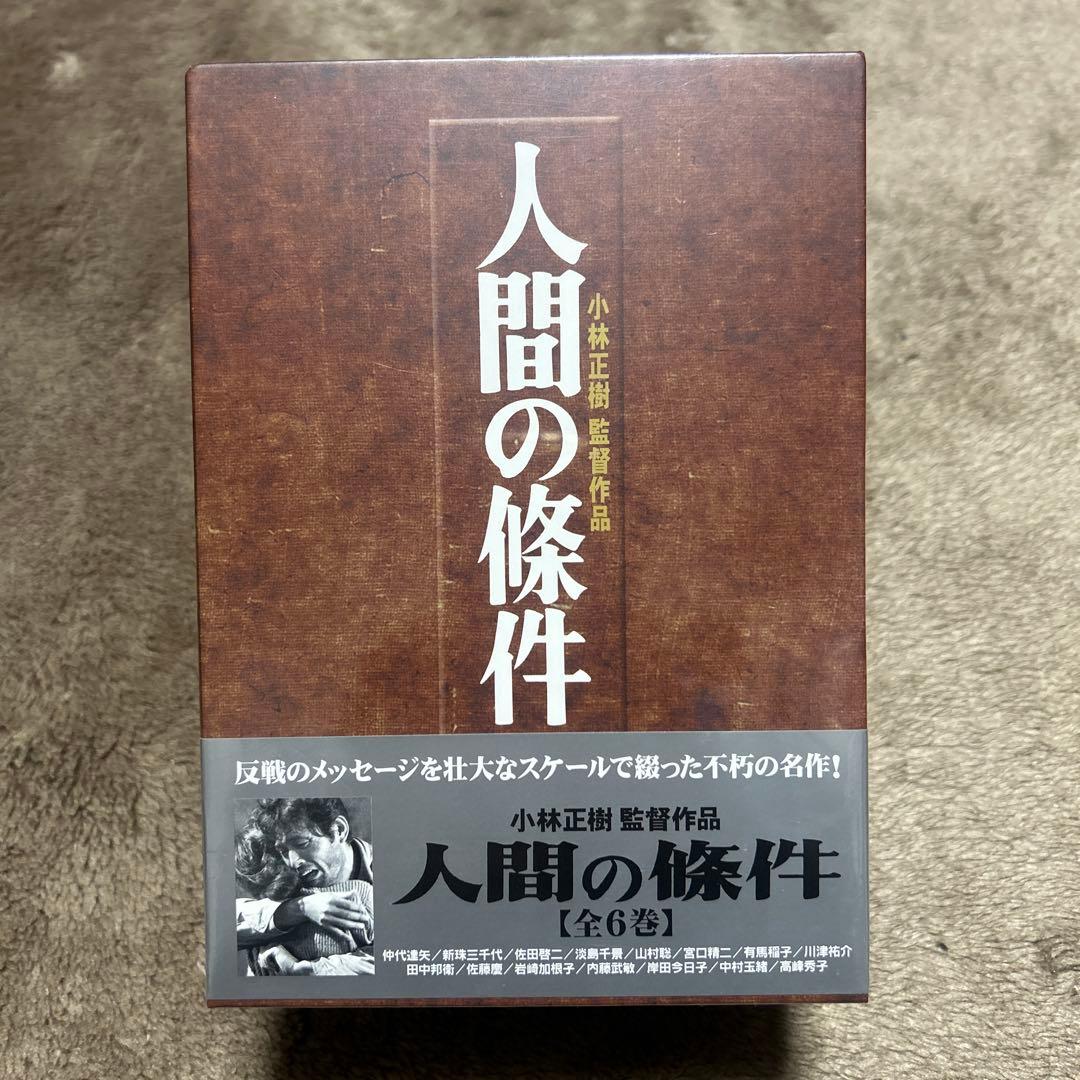 人間の條件
小林正樹 監督作品
反戦のメッセージを壮大なスケールで綴った不朽の名作!
小林正樹 監督作品
人間の條件
【全6巻】
仲代達矢/新珠三千代/佐田啓二/淡島千景/山村聡/宮口精二/有馬稲子/川津祐介
田中邦衛/佐藤慶/岩崎加根子/内藤武敏/岸田今日子/中村玉緒/高峰秀子